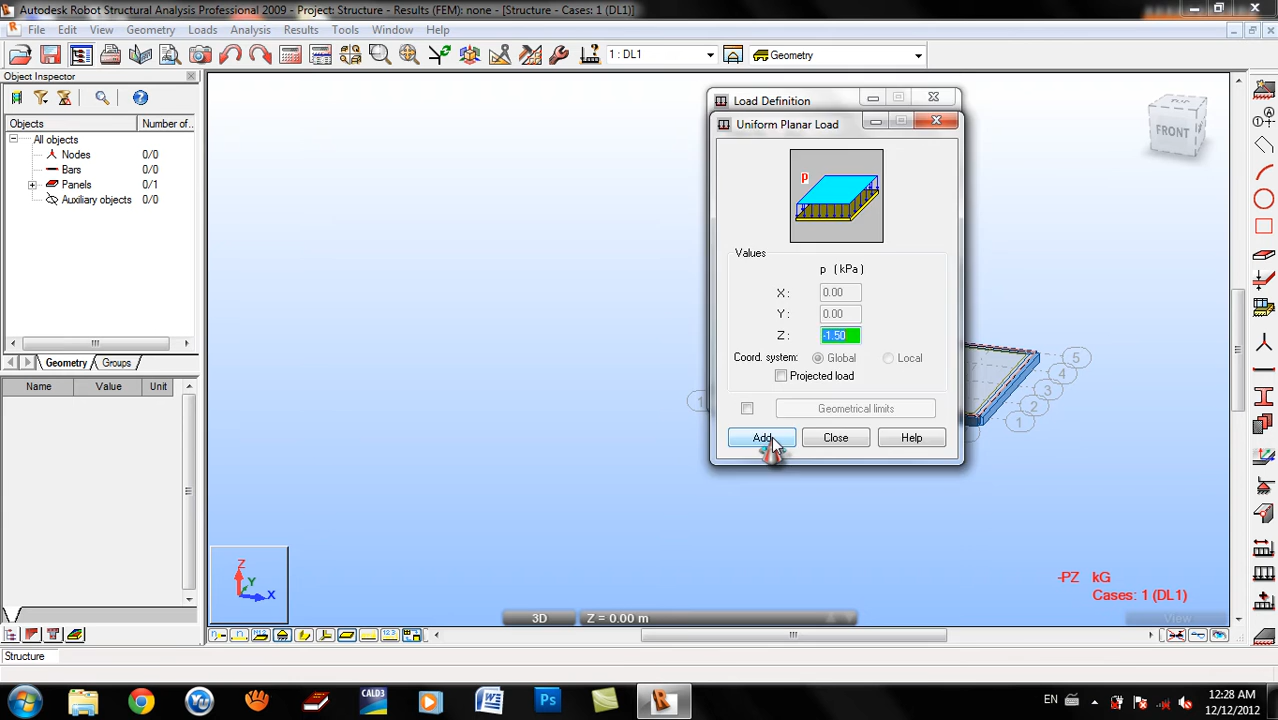 Autodesk Robot Structural Analysis Professional 2009 - Project: Structure - Results (FEM): none - [Structure - Cases: 1 (DL1)]
File Edit View Geometry Loads Analysis Results Tools Window Help
1 : DL1
Geometry
Object Inspector
Objects Number of...
All objects
Nodes 0/0
Bars 0/0
Panels 0/1
Auxiliary objects 0/0
Geometry Groups
Name Value Unit
Load Definition
Uniform Planar Load
p
Values
p ( kPa )
X : 0.00
Y : 0.00
Z : -1.50
Coord. system: Global Local
Projected load
Geometrical limits
Add Close Help
FRONT
5
4
3
2
1
1
Z
Y
X
-PZ kG
Cases: 1 (DL1)
3D Z = 0.00 m View
Structure
CALD3
EN
12:28 AM
12/12/2012